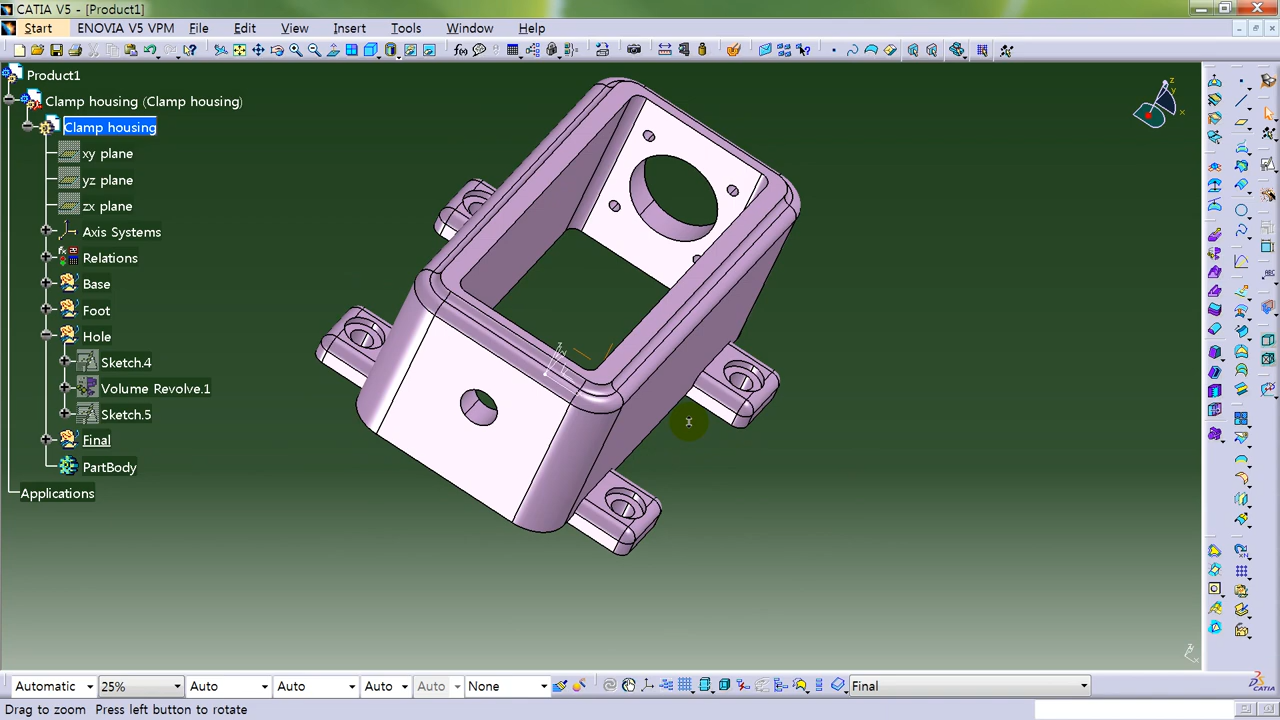 CATIA V5 - [Product1]
Start ENOVIA V5 VPM File Edit View Insert Tools Window Help
Product1
Clamp housing (Clamp housing)
Clamp housing
xy plane
yz plane
zx plane
Axis Systems
Relations
Base
Foot
Hole
Sketch.4
Volume Revolve.1
Sketch.5
Final
PartBody
Applications
Automatic 25% Auto Auto Auto Auto None Final
Drag to zoom Press left button to rotate